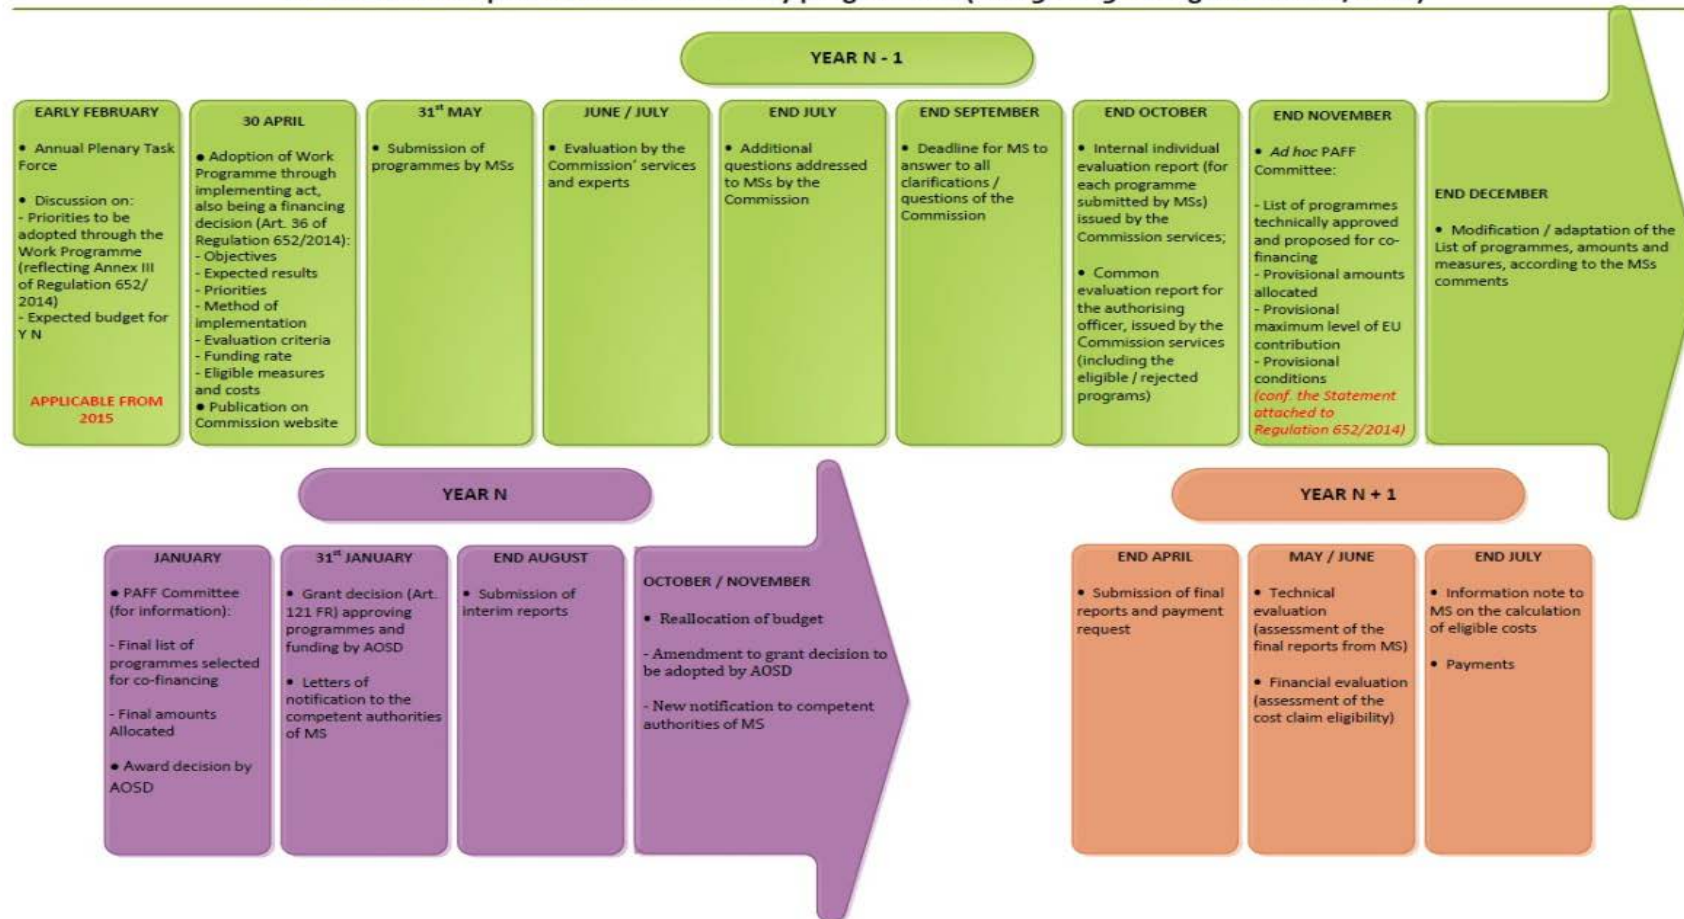 YEAR N - 1
EARLY FEBRUARY
● Annual Plenary Task
Force
● Discussion on:
- Priorities to be
adopted through the
Work Programme
(reflecting Annex III
of Regulation 652/
2014)
- Expected budget for
Y N
APPLICABLE FROM
2015
30 APRIL
● Adoption of Work
Programme through
implementing act,
also being a financing
decision (Art. 36 of
Regulation 652/2014):
- Objectives
- Expected results
- Priorities
- Method of
implementation
- Evaluation criteria
- Funding rate
- Eligible measures
and costs
● Publication on
Commission website
31st MAY
● Submission of
programmes by MSs
JUNE / JULY
● Evaluation by the
Commission’ services
and experts
END JULY
● Additional
questions addressed
to MSs by the
Commission
END SEPTEMBER
● Deadline for MS to
answer to all
clarifications /
questions of the
Commission
END OCTOBER
● Internal individual
evaluation report (for
each programme
submitted by MSs)
issued by the
Commission services;
● Common
evaluation report for
the authorising
officer, issued by the
Commission services
(including the
eligible / rejected
programs)
END NOVEMBER
● Ad hoc PAFF
Committee:
- List of programmes
technically approved
and proposed for co-
financing
- Provisional amounts
allocated
- Provisional
maximum level of EU
contribution
- Provisional
conditions
(conf. the Statement
attached to
Regulation 652/2014)
END DECEMBER
● Modification / adaptation of the
List of programmes, amounts and
measures, according to the MSs
comments
YEAR N
JANUARY
● PAFF Committee
(for information):
- Final list of
programmes selected
for co-financing
- Final amounts
Allocated
● Award decision by
AOSD
31st JANUARY
● Grant decision (Art.
121 FR) approving
programmes and
funding by AOSD
● Letters of
notification to the
competent authorities
of MS
END AUGUST
● Submission of
interim reports
OCTOBER / NOVEMBER
● Reallocation of budget
- Amendment to grant decision to
be adopted by AOSD
- New notification to competent
authorities of MS
YEAR N + 1
END APRIL
● Submission of final
reports and payment
request
MAY / JUNE
● Technical
evaluation
(assessment of the
final reports from MS)
● Financial evaluation
(assessment of the
cost claim eligibility)
END JULY
● Information note to
MS on the calculation
of eligible costs
● Payments